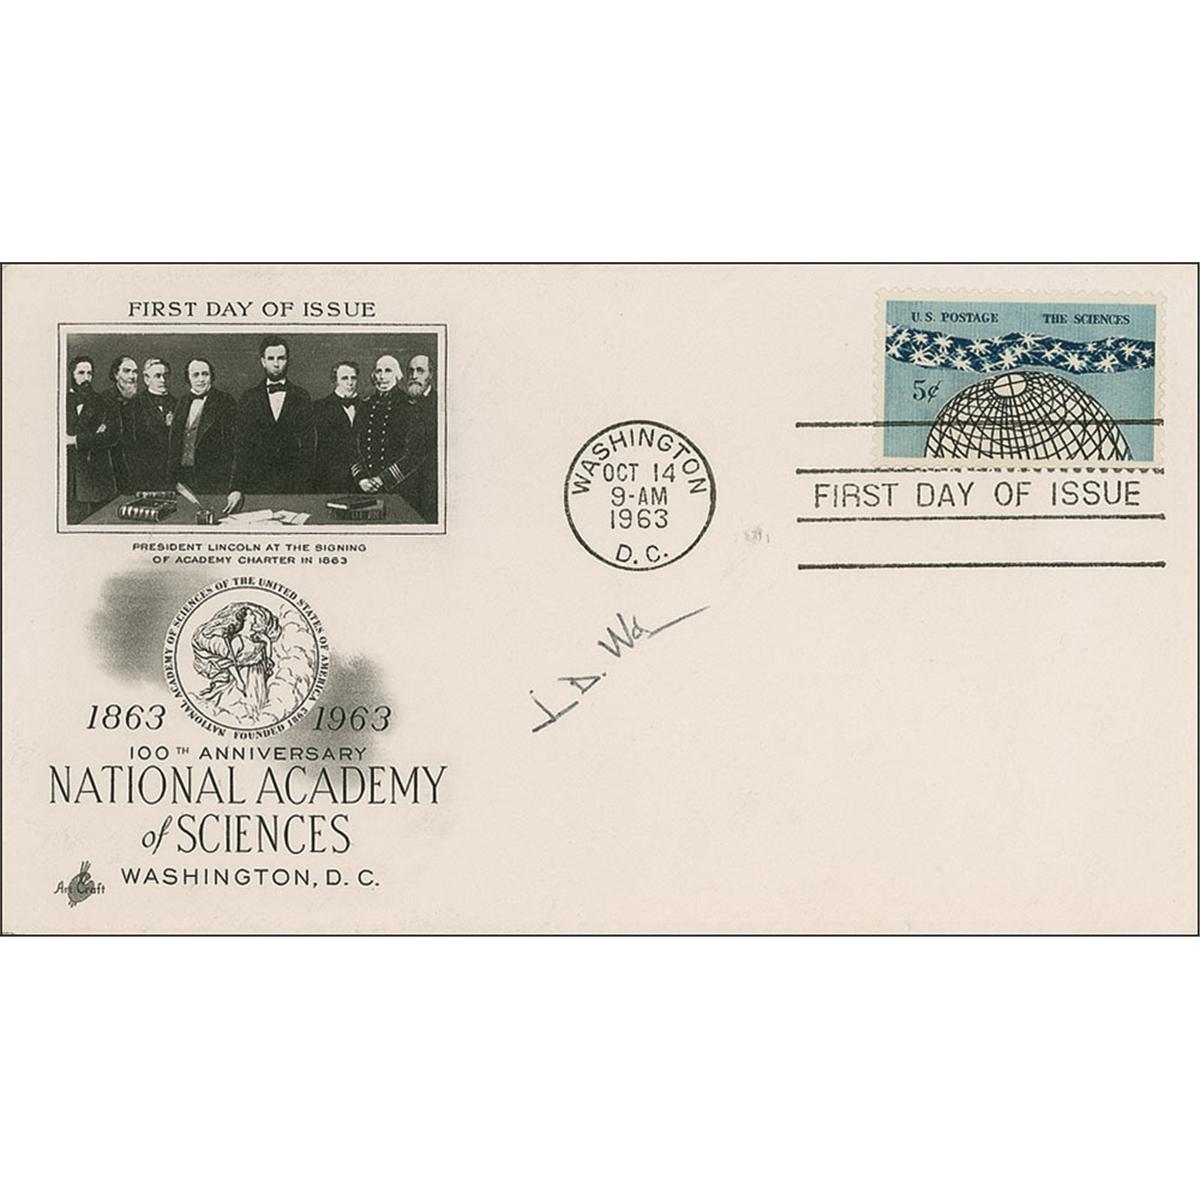 FIRST DAY OF ISSUE
PRESIDENT LINCOLN AT THE SIGNING
OF ACADEMY CHARTER IN 1863
NATIONAL ACADEMY OF SCIENCES OF THE UNITED STATES OF AMERICA
FOUNDED 1863
1863 1963
100TH ANNIVERSARY
NATIONAL ACADEMY
of SCIENCES
WASHINGTON, D. C.
Art Craft
WASHINGTON
OCT 14
9-AM
1963
D. C.
U.S. POSTAGE THE SCIENCES
5¢
FIRST DAY OF ISSUE
J. D. Wa